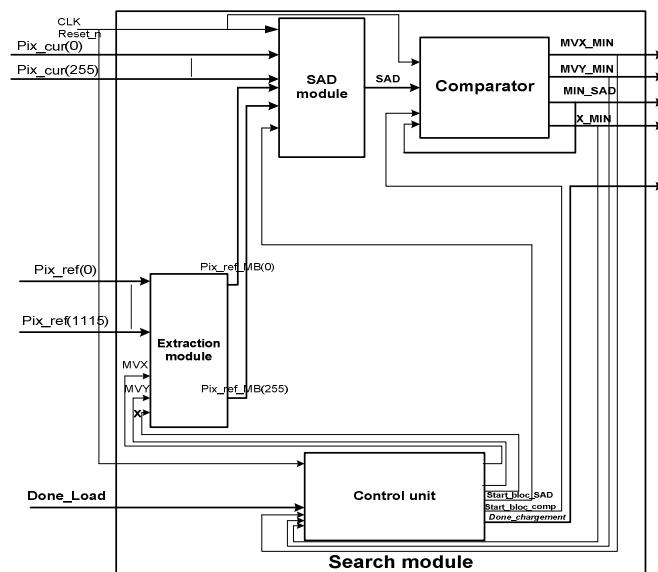 CLK
Reset_n
Pix_cur(0)
Pix_cur(255)
SAD
module
SAD
Comparator
MVX_MIN
MVY_MIN
MIN_SAD
X_MIN
Pix_ref(0)
Pix_ref(1115)
Pix_ref_MB(0)
Extraction
module
MVX
MVY
X
Pix_ref_MB(255)
Done_Load
Control unit
Start_bloc_SAD
Start_bloc_comp
Done_chargement
Search module